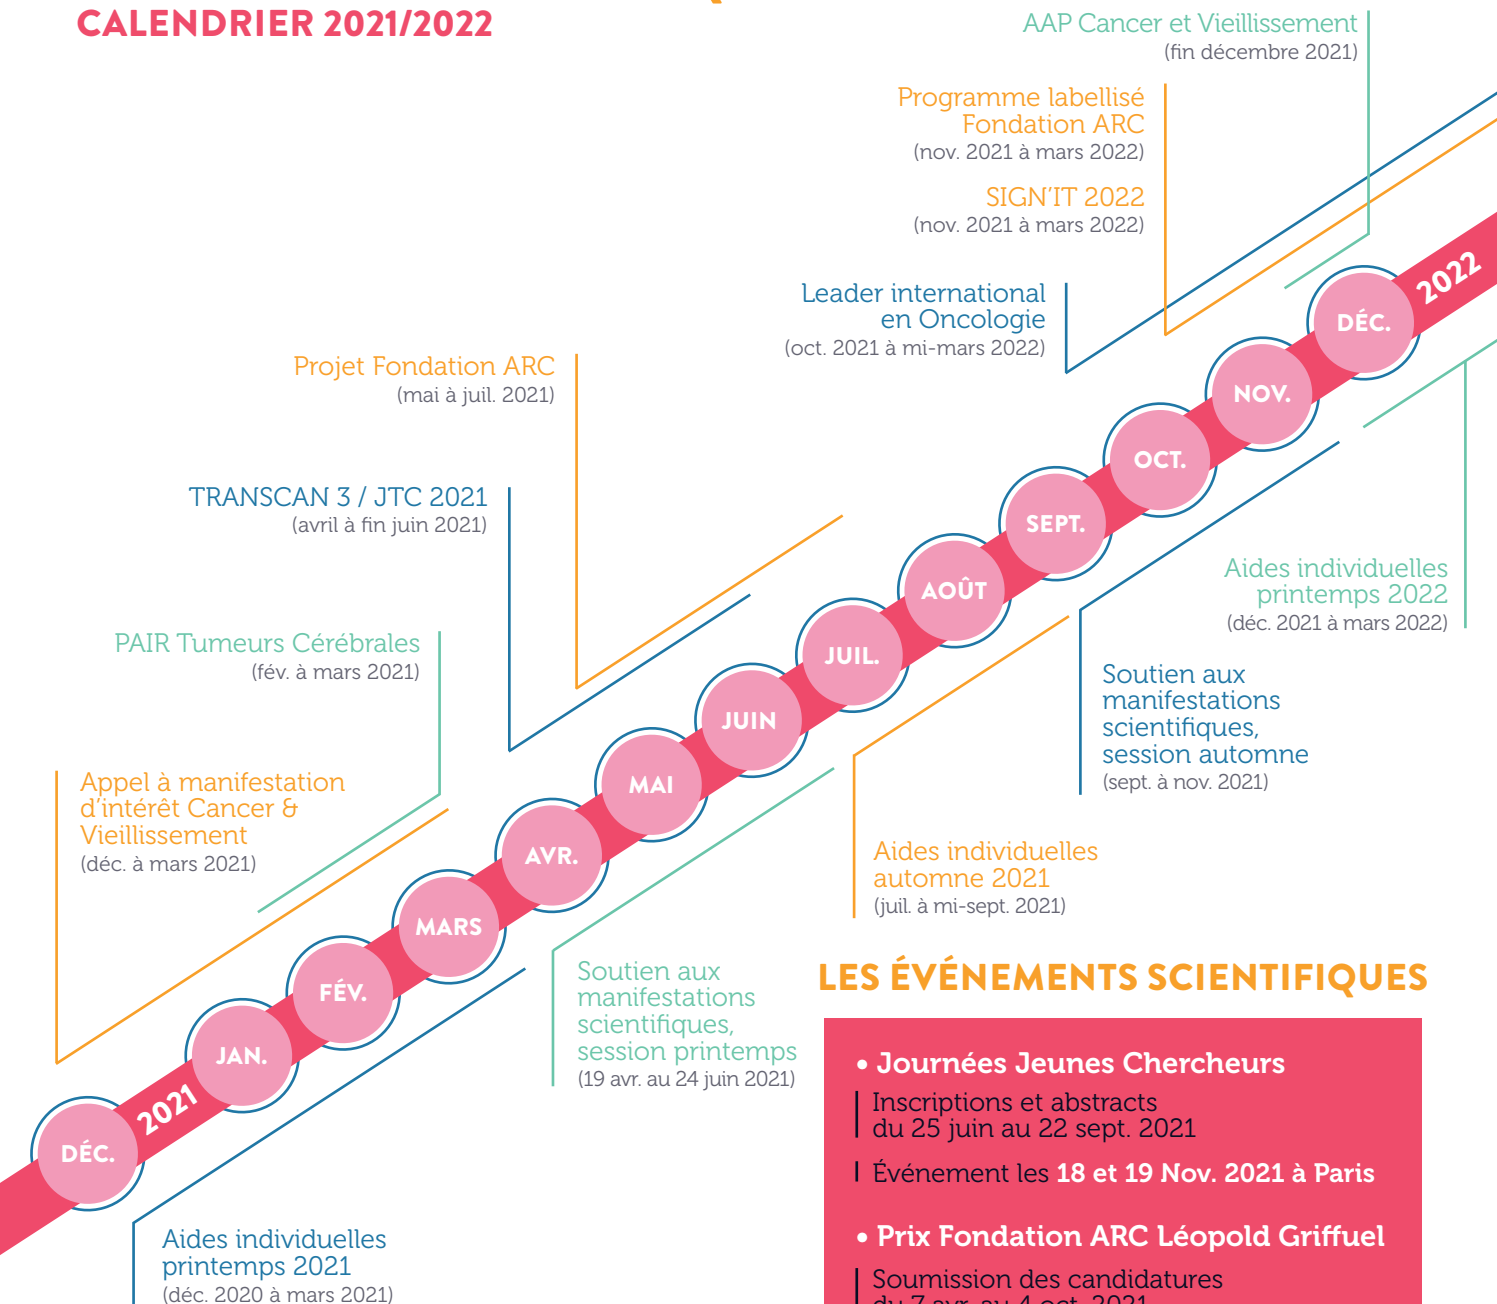 CALENDRIER 2021/2022
AAP Cancer et Vieillissement
(fin décembre 2021)
Programme labellisé
Fondation ARC
(nov. 2021 à mars 2022)
SIGN'IT 2022
(nov. 2021 à mars 2022)
Leader international
en Oncologie
(oct. 2021 à mi-mars 2022)
Projet Fondation ARC
(mai à juil. 2021)
TRANSCAN 3 / JTC 2021
(avril à fin juin 2021)
PAIR Tumeurs Cérébrales
(fév. à mars 2021)
Appel à manifestation
d'intérêt Cancer &
Vieillissement
(déc. à mars 2021)
DÉC.
2021
JAN.
FÉV.
MARS
AVR.
MAI
JUIN
JUIL.
AOÛT
SEPT.
OCT.
NOV.
DÉC.
2022
Aides individuelles
printemps 2022
(déc. 2021 à mars 2022)
Soutien aux
manifestations
scientifiques,
session automne
(sept. à nov. 2021)
Aides individuelles
automne 2021
(juil. à mi-sept. 2021)
Soutien aux
manifestations
scientifiques,
session printemps
(19 avr. au 24 juin 2021)
Aides individuelles
printemps 2021
(déc. 2020 à mars 2021)
LES ÉVÉNEMENTS SCIENTIFIQUES
• Journées Jeunes Chercheurs
Inscriptions et abstracts
du 25 juin au 22 sept. 2021
Événement les 18 et 19 Nov. 2021 à Paris
• Prix Fondation ARC Léopold Griffuel
Soumission des candidatures
du 7 avr. au 4 oct. 2021